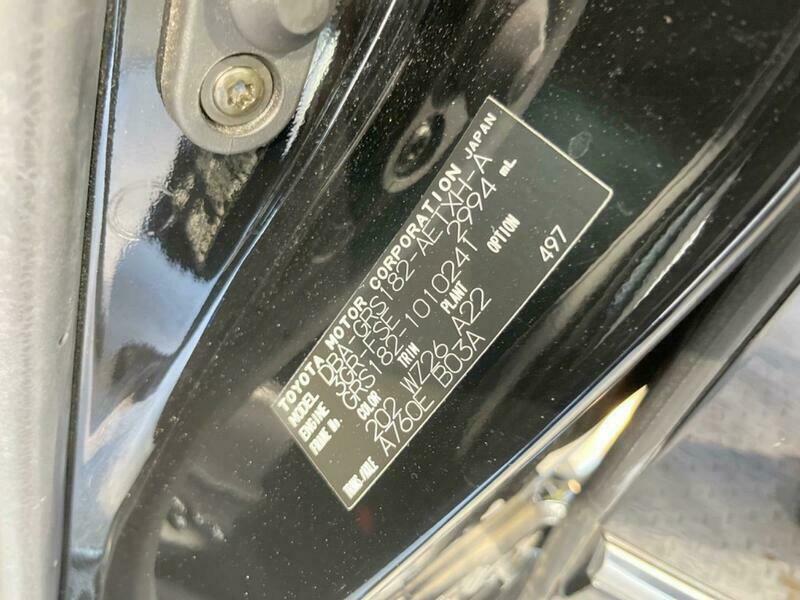 TOYOTA MOTOR CORPORATION JAPAN
MODEL DBA-GRS182-AETXH-A
ENGINE 3GR-FSE 2994 mL
FRAME No. GRS182-1010241
COLOR TRIM PLANT OPTION
202 WZ26 A22 497
TRANS/AXLE A760E B03A